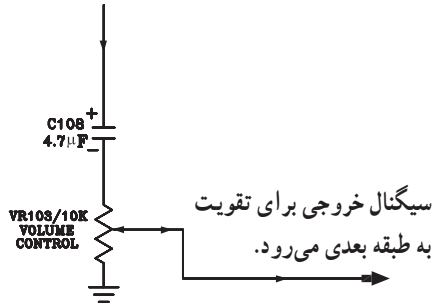 +
C108
4.7µF
−
VR103/10K
VOLUME
CONTROL
سیگنال خروجی برای تقویت
به طبقه بعدی می‌رود.